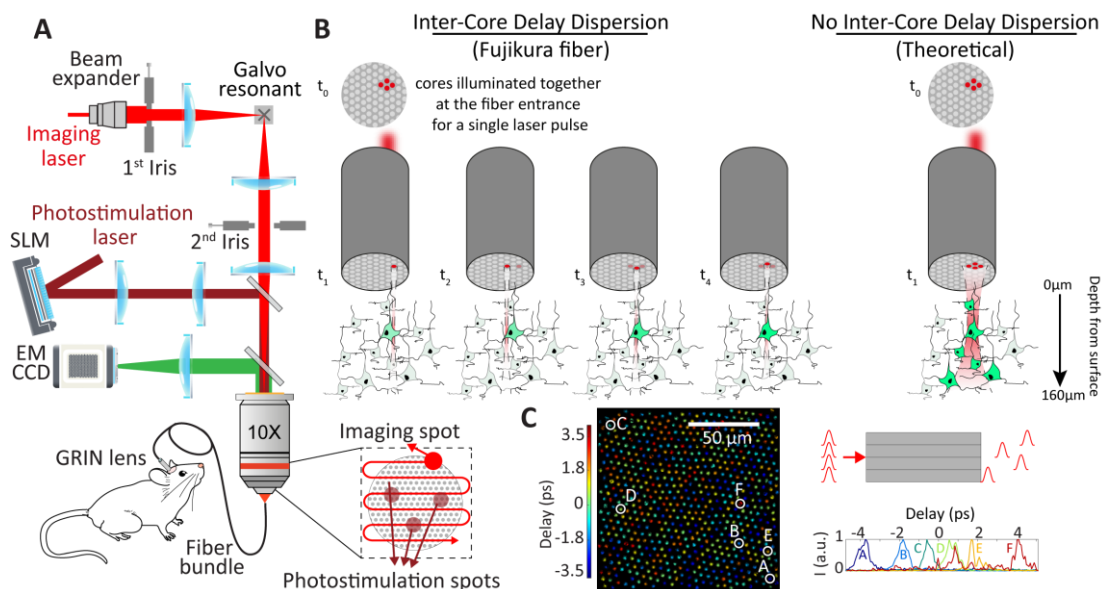 A
Beam
expander
Galvo
resonant
Imaging
laser
1st Iris
Photostimulation
laser
SLM
2nd Iris
EM
CCD
10X
GRIN lens
Fiber
bundle
Imaging spot
Photostimulation spots
B
Inter-Core Delay Dispersion
(Fujikura fiber)
No Inter-Core Delay Dispersion
(Theoretical)
t0
cores illuminated together
at the fiber entrance
for a single laser pulse
t0
t1
t2
t3
t4
t1
0μm
Depth from surface
160μm
C
Delay (ps)
3.5
1.8
0
-1.8
-3.5
50 μm
C
D
F
B
E
A
Delay (ps)
-4 -2 0 2 4
I (a.u.)
1
0
A B C D E F